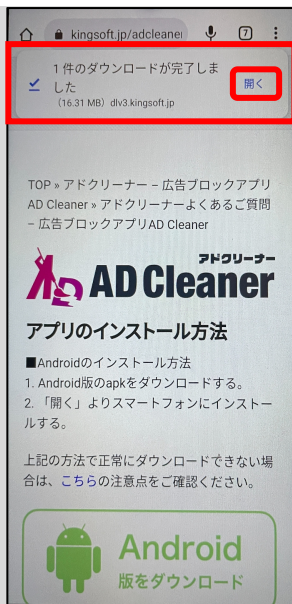 kingsoft.jp/adcleane
7
1 件のダウンロードが完了しま
した
開く
(16.31 MB) dlv3.kingsoft.jp
TOP » アドクリーナー – 広告ブロックアプリ
AD Cleaner » アドクリーナーよくあるご質問
– 広告ブロックアプリAD Cleaner
アドクリーナー
AD AD Cleaner
アプリのインストール方法
■Androidのインストール方法
1. Android版のapkをダウンロードする。
2. 「開く」よりスマートフォンにインストー
ルする。
上記の方法で正常にダウンロードできない場
合は、こちらの注意点をご確認ください。
Android
版をダウンロード